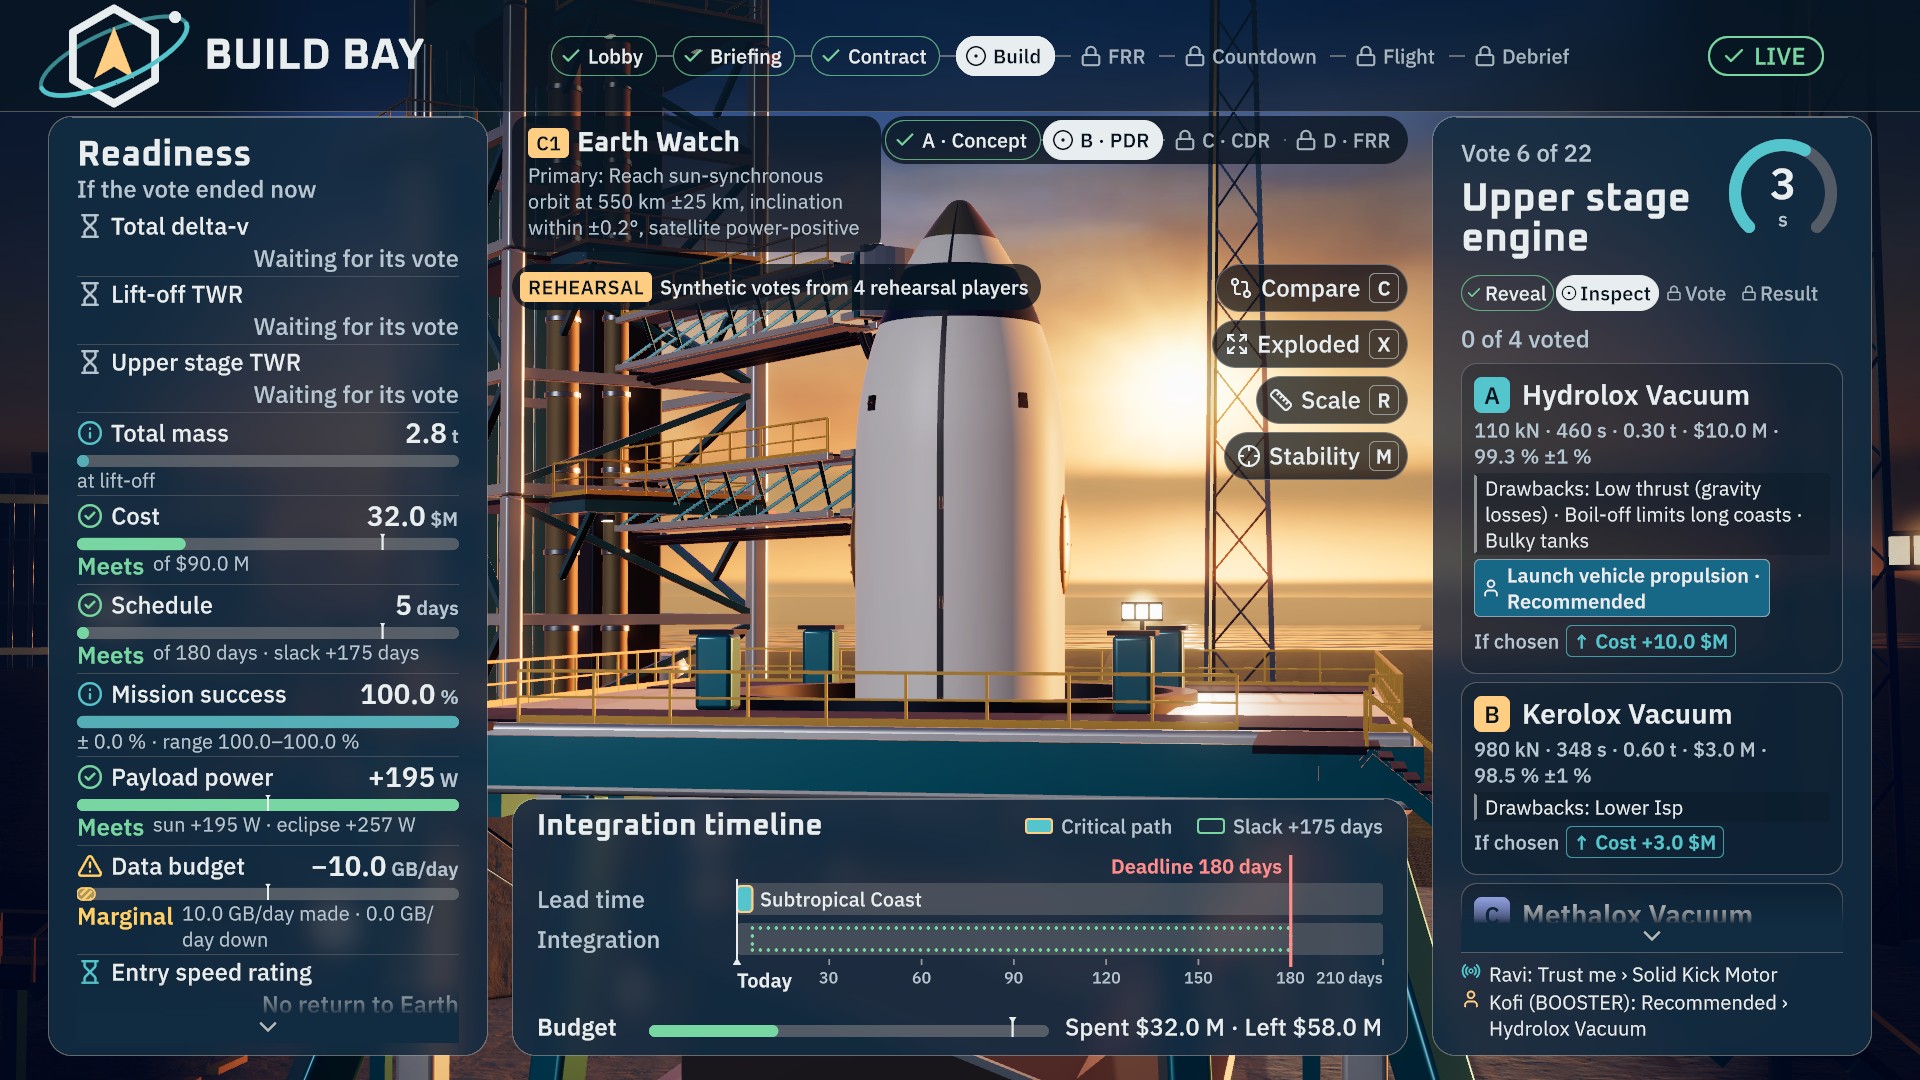 BUILD BAY
Lobby
Briefing
Contract
Build
FRR
Countdown
Flight
Debrief
LIVE
Readiness
If the vote ended now
Total delta-v
Waiting for its vote
Lift-off TWR
Waiting for its vote
Upper stage TWR
Waiting for its vote
Total mass 2.8 t
at lift-off
Cost 32.0 $M
Meets of $90.0 M
Schedule 5 days
Meets of 180 days · slack +175 days
Mission success 100.0 %
± 0.0 % · range 100.0–100.0 %
Payload power +195 W
Meets sun +195 W · eclipse +257 W
Data budget −10.0 GB/day
Marginal 10.0 GB/day made · 0.0 GB/
day down
Entry speed rating
No return to Earth
C1 Earth Watch
Primary: Reach sun-synchronous
orbit at 550 km ±25 km, inclination
within ±0.2°, satellite power-positive
A · Concept
B · PDR
C · CDR
D · FRR
REHEARSAL Synthetic votes from 4 rehearsal players
Compare C
Exploded X
Scale R
Stability M
Integration timeline
Critical path
Slack +175 days
Deadline 180 days
Lead time
Subtropical Coast
Integration
Today 30 60 90 120 150 180 210 days
Budget
Spent $32.0 M · Left $58.0 M
Vote 6 of 22
Upper stage
engine
3
s
Reveal
Inspect
Vote
Result
0 of 4 voted
A Hydrolox Vacuum
110 kN · 460 s · 0.30 t · $10.0 M ·
99.3 % ±1 %
Drawbacks: Low thrust (gravity
losses) · Boil-off limits long coasts ·
Bulky tanks
Launch vehicle propulsion ·
Recommended
If chosen ↑ Cost +10.0 $M
B Kerolox Vacuum
980 kN · 348 s · 0.60 t · $3.0 M ·
98.5 % ±1 %
Drawbacks: Lower Isp
If chosen ↑ Cost +3.0 $M
C Methalox Vacuum
Ravi: Trust me › Solid Kick Motor
Kofi (BOOSTER): Recommended ›
Hydrolox Vacuum